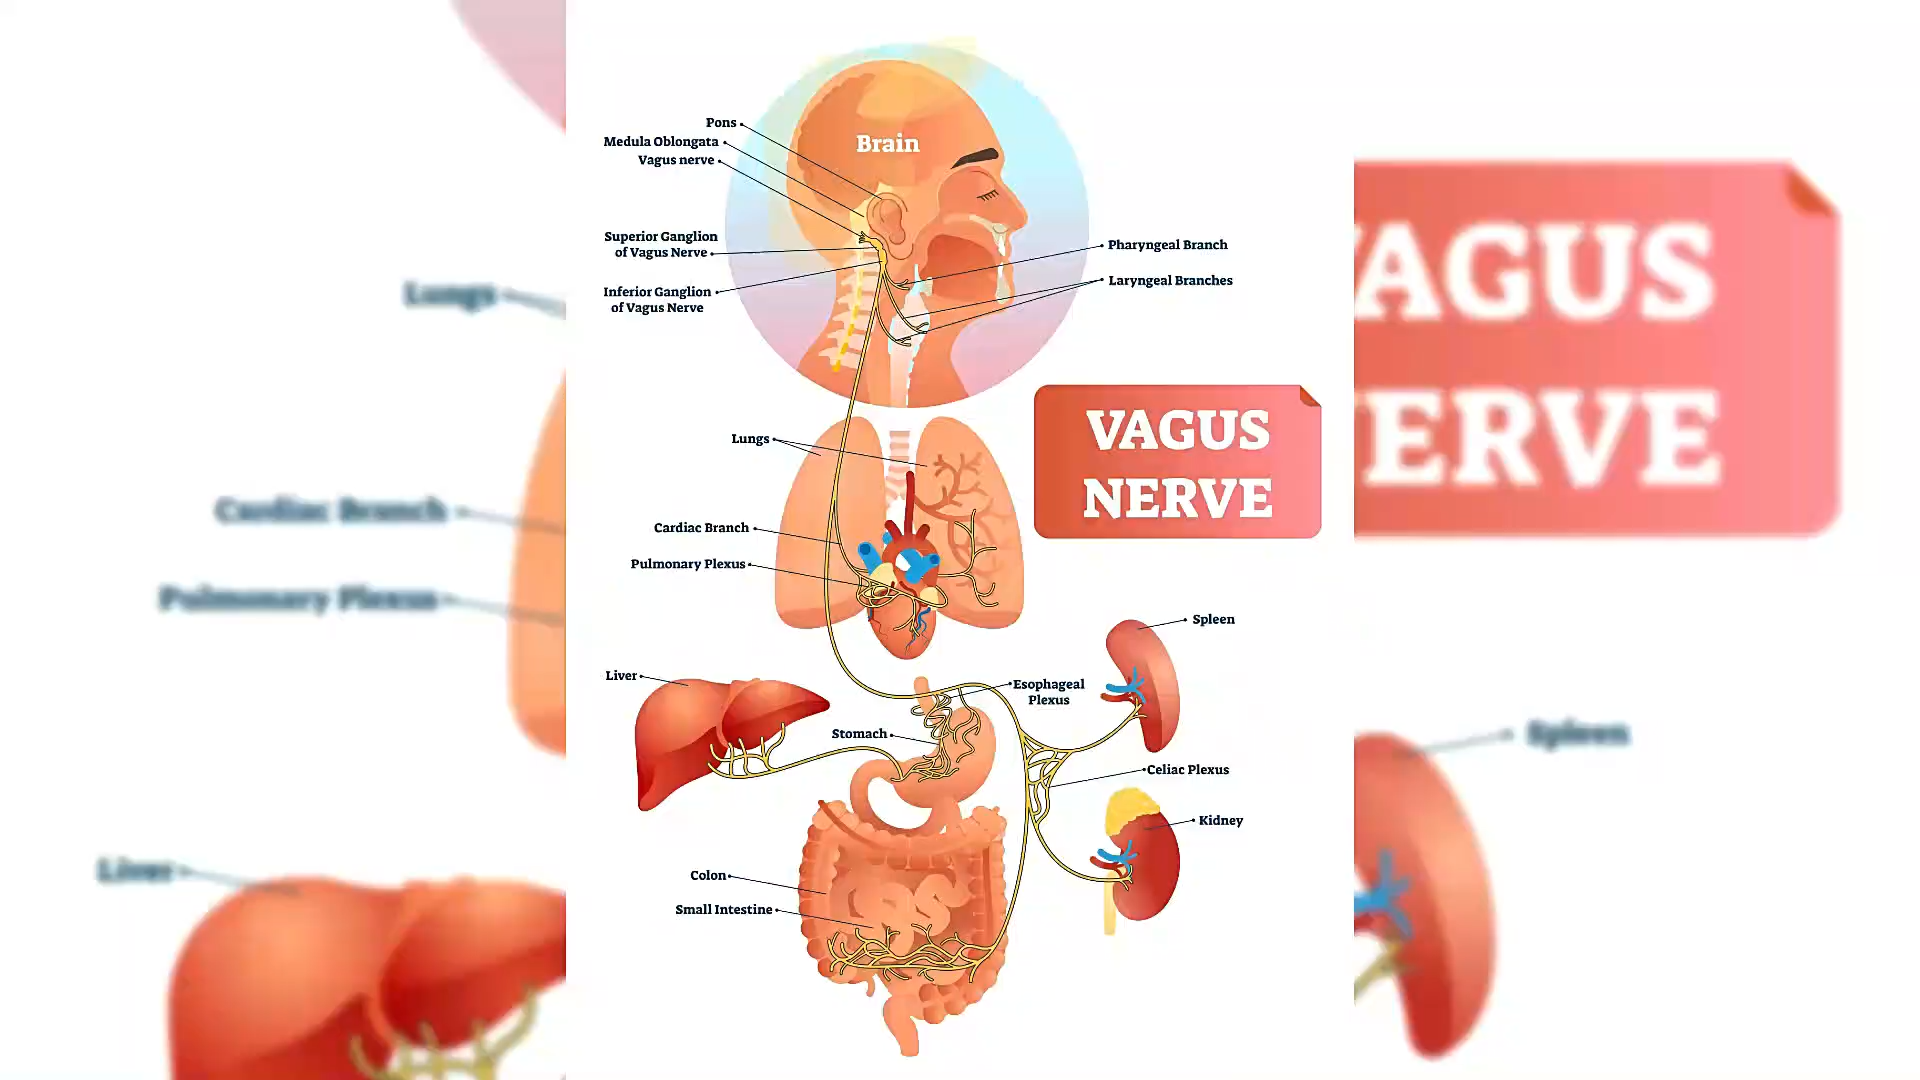 Brain
Pons
Medula Oblongata
Vagus nerve
Superior Ganglion
of Vagus Nerve
Inferior Ganglion
of Vagus Nerve
Pharyngeal Branch
Laryngeal Branches
VAGUS
NERVE
Lungs
Cardiac Branch
Pulmonary Plexus
Spleen
Liver
Esophageal
Plexus
Stomach
Celiac Plexus
Kidney
Colon
Small Intestine
Lungs
Cardiac Branch
Pulmonary Plexus
Liver
VAGUS
ERVE
Spleen